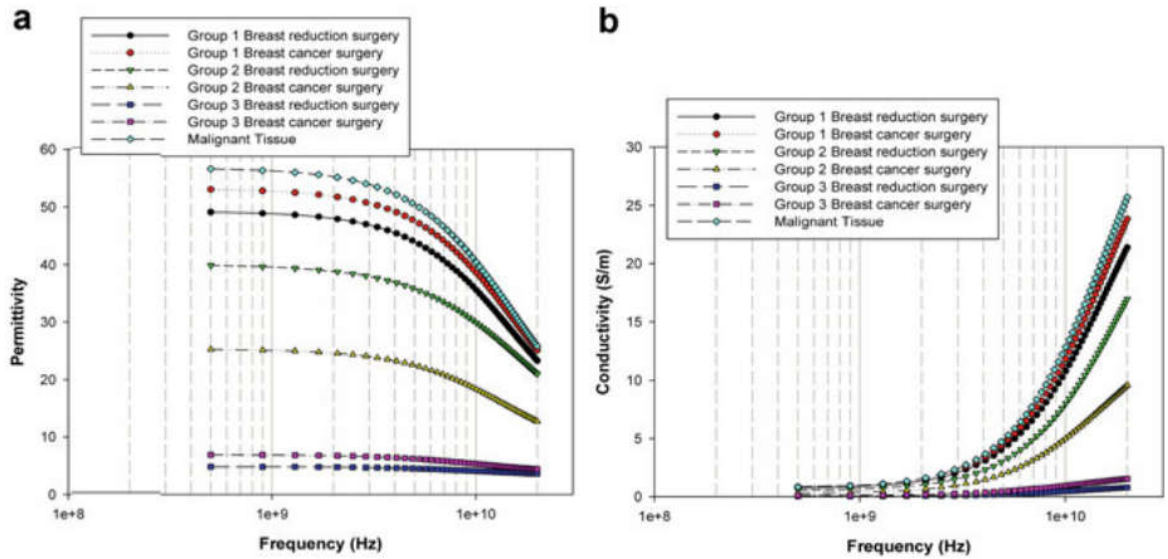 a
Group 1 Breast reduction surgery
Group 1 Breast cancer surgery
Group 2 Breast reduction surgery
Group 2 Breast cancer surgery
Group 3 Breast reduction surgery
Group 3 Breast cancer surgery
Malignant Tissue
60
50
40
30
20
10
0
Permittivity
1e+8
1e+9
1e+10
Frequency (Hz)
b
Group 1 Breast reduction surgery
Group 1 Breast cancer surgery
Group 2 Breast reduction surgery
Group 2 Breast cancer surgery
Group 3 Breast reduction surgery
Group 3 Breast cancer surgery
Malignant Tissue
30
25
20
15
10
5
0
Conductivity (S/m)
1e+8
1e+9
1e+10
Frequency (Hz)